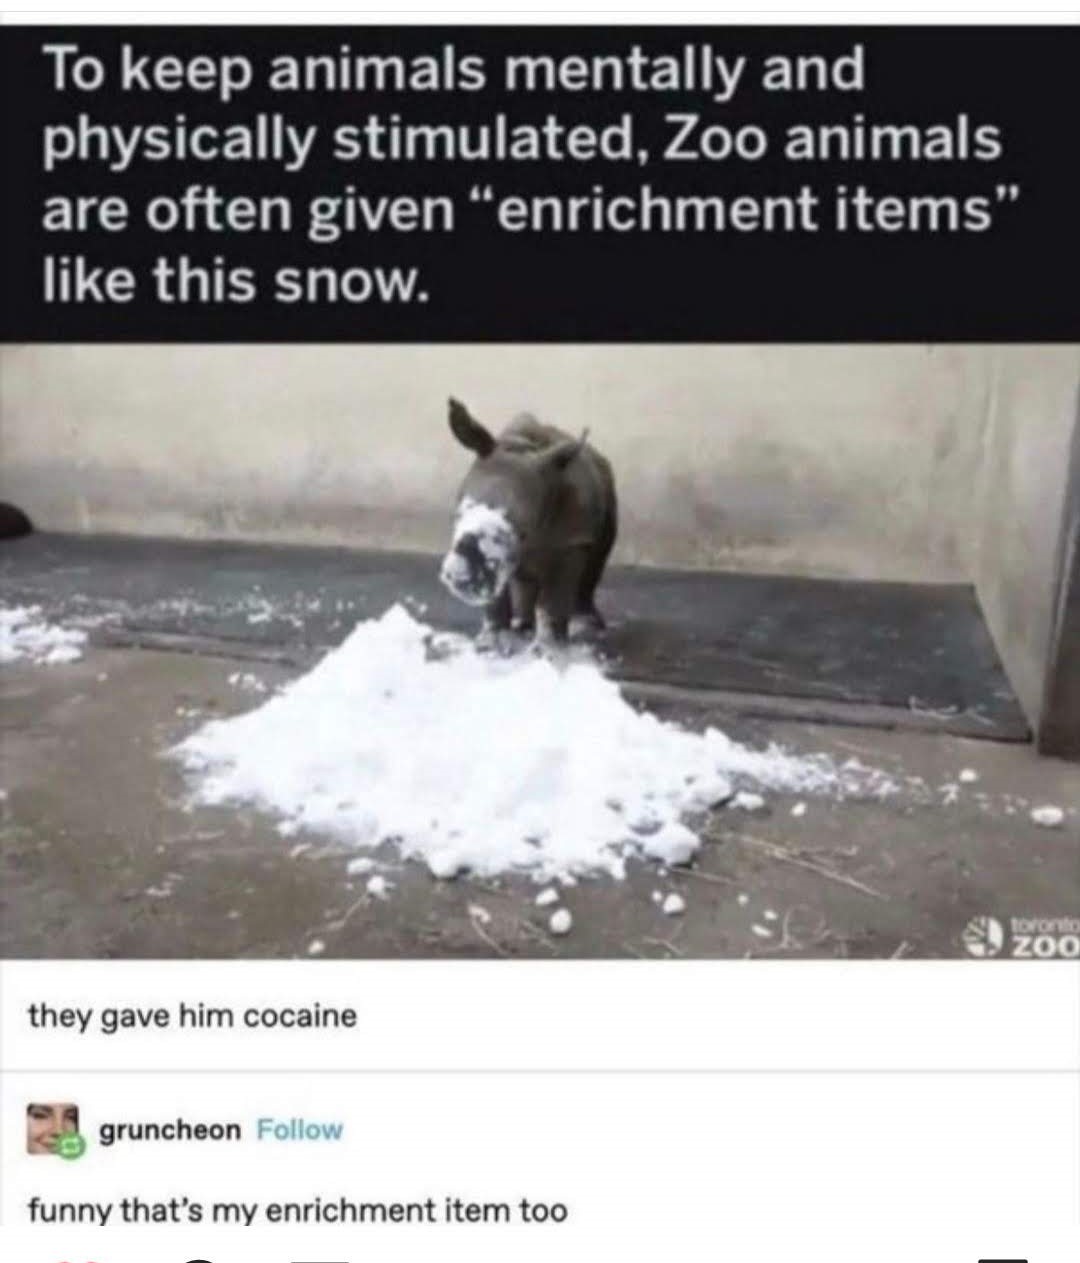 To keep animals mentally and
physically stimulated, Zoo animals
are often given “enrichment items”
like this snow.
toronto
ZOO
they gave him cocaine
gruncheon Follow
funny that's my enrichment item too